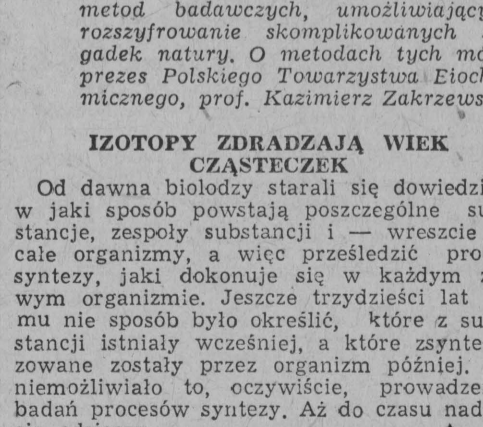 metod badawczych, umożliwiający
rozszyfrowanie skomplikowanych
gadek natury. O metodach tych mó
prezes Polskiego Towarzystwa Eioch
micznego, prof. Kazimierz Zakrzews
IZOTOPY ZDRADZAJĄ WIEK
CZĄSTECZEK
Od dawna biolodzy starali się dowiedzi
w jaki sposób powstają poszczególne su
stancje, zespoły substancji i — wreszcie
całe organizmy, a więc prześledzić pro
syntezy, jaki dokonuje się w każdym ż
wym organizmie. Jeszcze trzydzieści lat
mu nie sposób było określić, które z su
stancji istniały wcześniej, a które zsynte
zowane zostały przez organizm później.
niemożliwiało to, oczywiście, prowadze
badań procesów syntezy. Aż do czasu nad